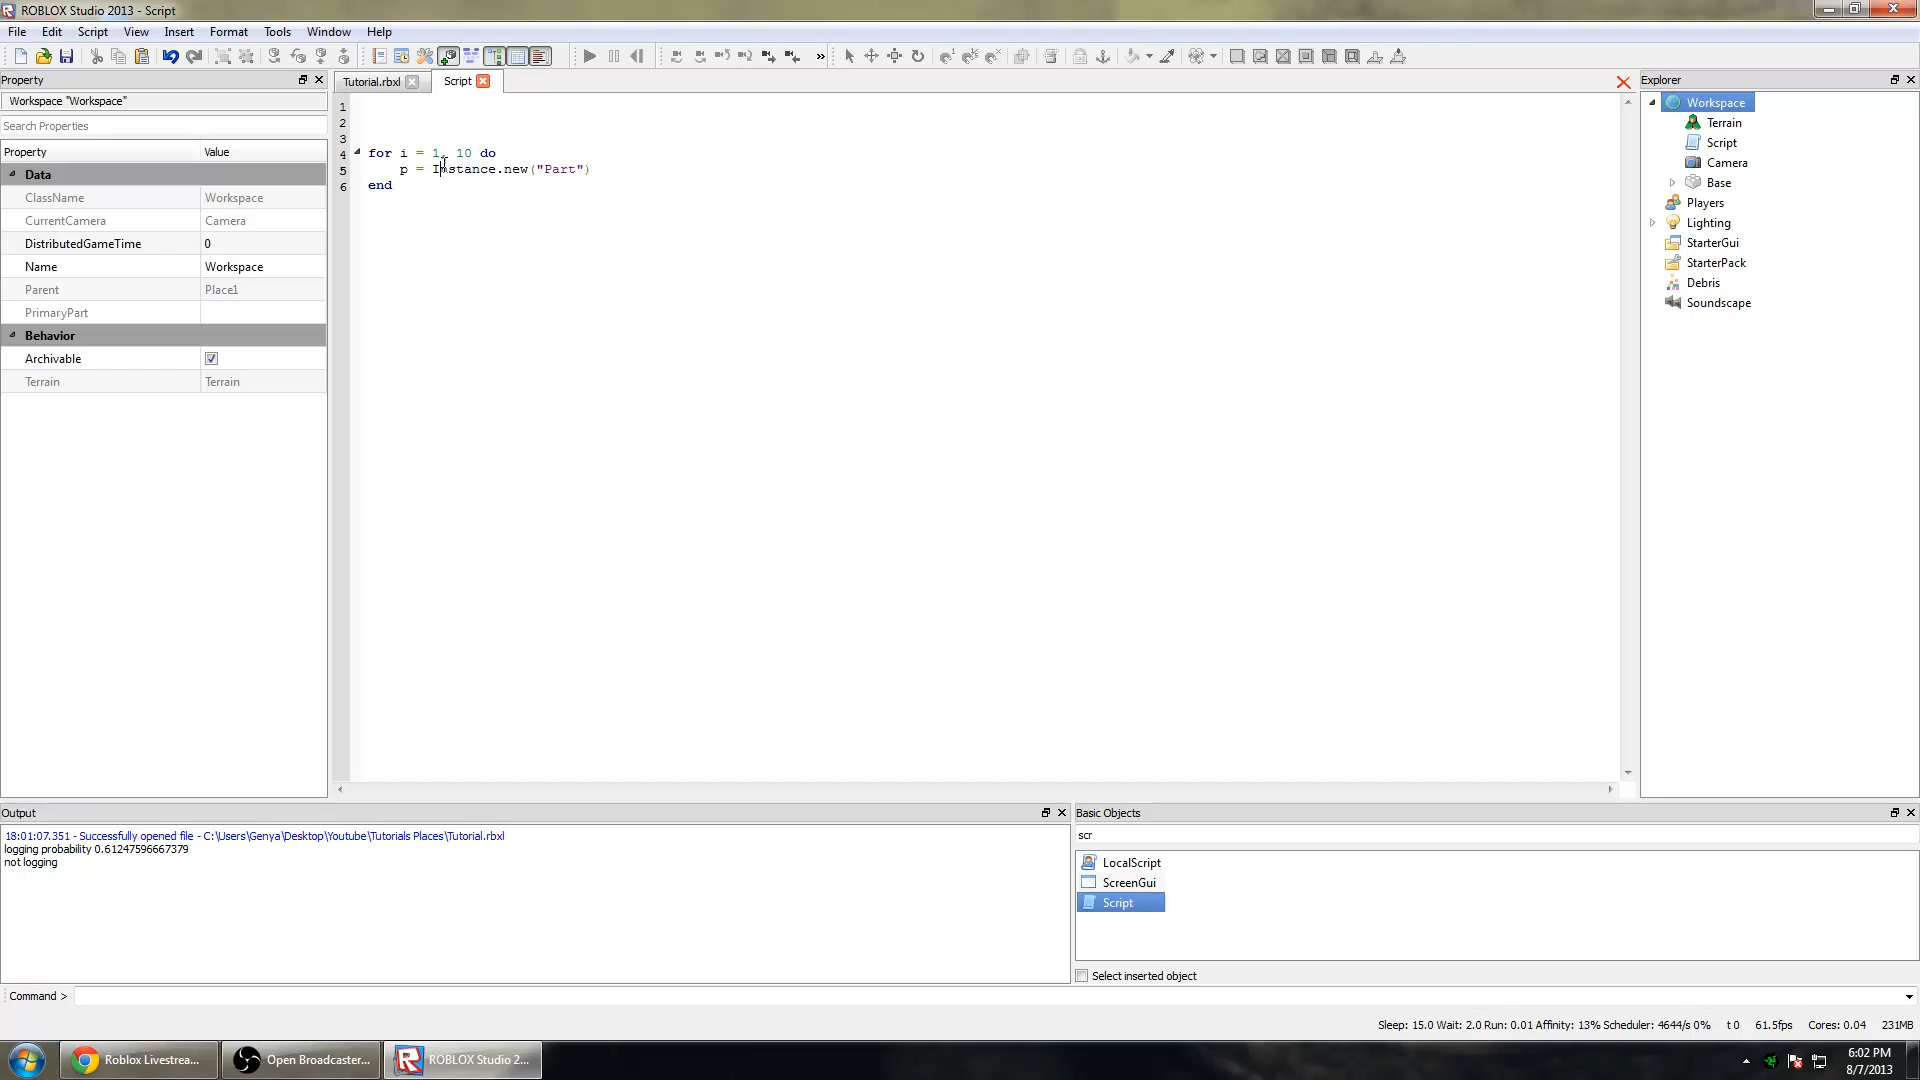 ROBLOX Studio 2013 - Script
File Edit Script View Insert Format Tools Window Help
Property
Workspace "Workspace"
Search Properties
Property Value
Data
ClassName Workspace
CurrentCamera Camera
DistributedGameTime 0
Name Workspace
Parent Place1
PrimaryPart
Behavior
Archivable
Terrain Terrain
Tutorial.rbxl Script
1
2
3
4 for i = 1, 10 do
5 p = Instance.new("Part")
6 end
Explorer
Workspace
Terrain
Script
Camera
Base
Players
Lighting
StarterGui
StarterPack
Debris
Soundscape
Output
18:01:07.351 - Successfully opened file - C:\Users\Genya\Desktop\Youtube\Tutorials Places\Tutorial.rbxl
logging probability 0.61247596667379
not logging
Basic Objects
scr
LocalScript
ScreenGui
Script
Select inserted object
Command >
Sleep: 15.0 Wait: 2.0 Run: 0.01 Affinity: 13% Scheduler: 4644/s 0% t 0 61.5fps Cores: 0.04 231MB
Roblox Livestrea... Open Broadcaster... ROBLOX Studio 2...
6:02 PM
8/7/2013